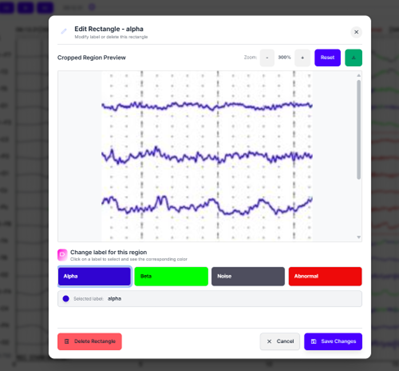 Edit Rectangle - alpha
Modify label or delete this rectangle
Cropped Region Preview
Zoom: - 300% + Reset
Change label for this region
Click on a label to select and see the corresponding color
Alpha Beta Noise Abnormal
Selected label: alpha
Delete Rectangle Cancel Save Changes